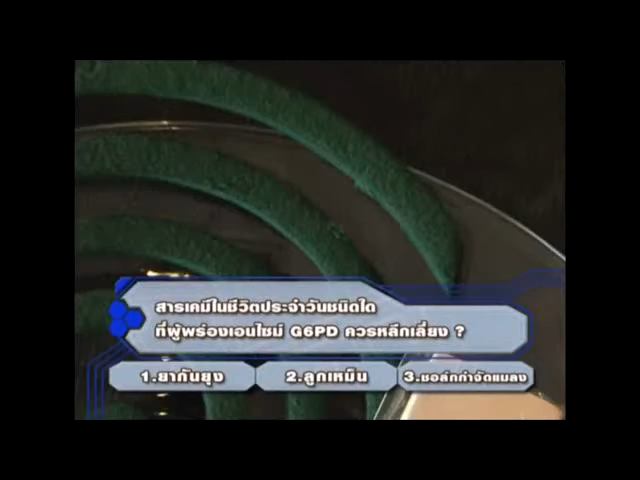 สารเคมีในชีวิตประจำวันชนิดใด
ที่ผู้พร่องเอนไซม์ G6PD ควรหลีกเลี่ยง ?
1.ยากันยุง
2.ลูกเหม็น
3.ชอล์กกำจัดแมลง